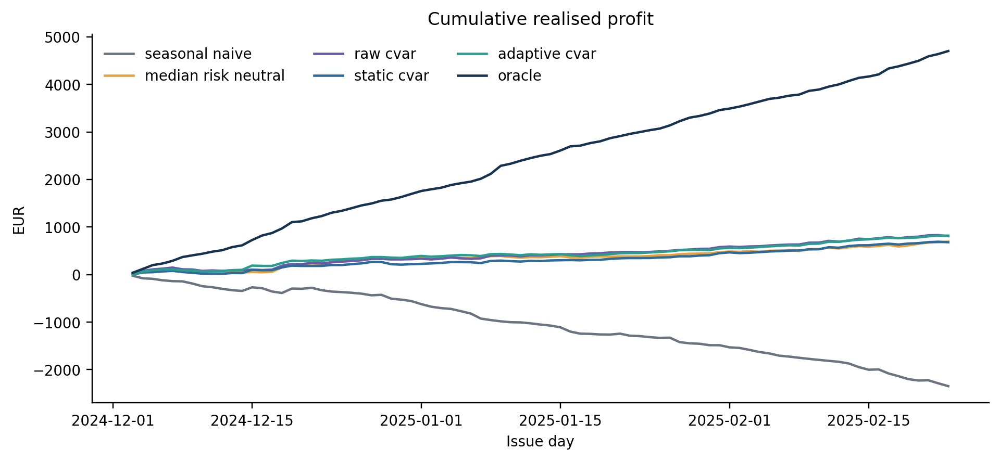 Cumulative realised profit
5000
4000
3000
2000
1000
0
−1000
−2000
EUR
seasonal naive
median risk neutral
raw cvar
static cvar
adaptive cvar
oracle
2024-12-01
2024-12-15
2025-01-01
2025-01-15
2025-02-01
2025-02-15
Issue day